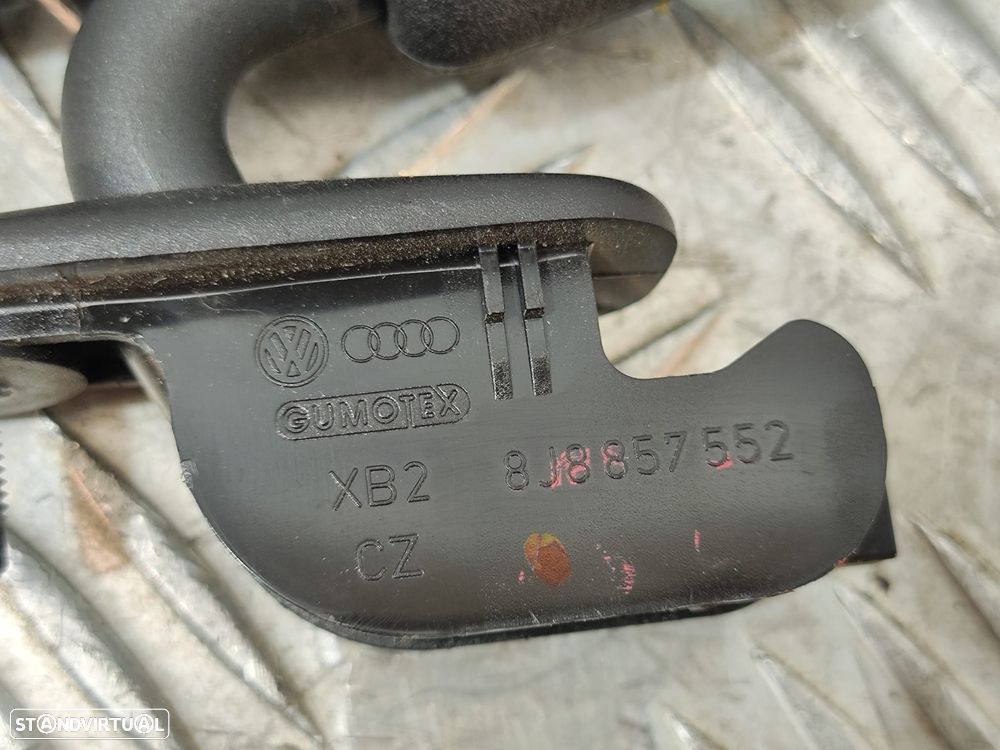 GUMOTEX
XB2 8J8857552
CZ
STANDVIRTUAL